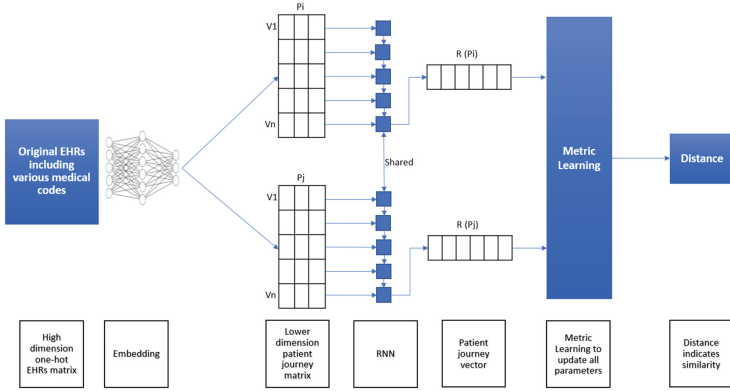 Pi
V1
Vn
R (Pi)
Original EHRs
including
various medical
codes
Metric
Learning
Distance
Shared
Pj
V1
Vn
R (Pj)
High
dimension
one-hot
EHRs matrix
Embedding
Lower
dimension
patient
journey
matrix
RNN
Patient
journey
vector
Metric
Learning to
update all
parameters
Distance
indicates
similarity